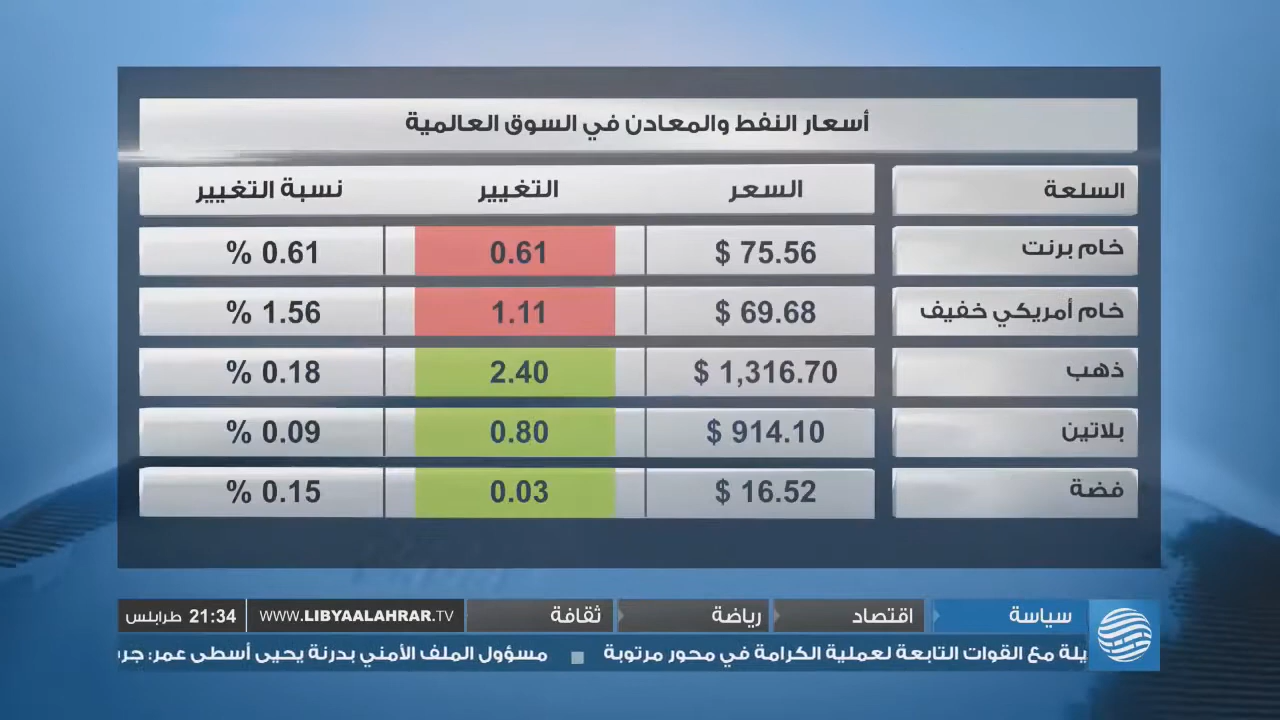 أسعار النفط والمعادن في السوق العالمية
السلعة السعر التغيير نسبة التغيير
خام برنت $ 75.56 0.61 % 0.61
خام أمريكي خفيف $ 69.68 1.11 % 1.56
ذهب $ 1,316.70 2.40 % 0.18
بلاتين $ 914.10 0.80 % 0.09
فضة $ 16.52 0.03 % 0.15
سياسة اقتصاد رياضة ثقافة WWW.LIBYAALAHRAR.TV 21:34 طرابلس
مع القوات التابعة لعملية الكرامة في محور مرتوبة ■ مسؤول الملف الأمني بدرنة يحيى أسطى عمر: